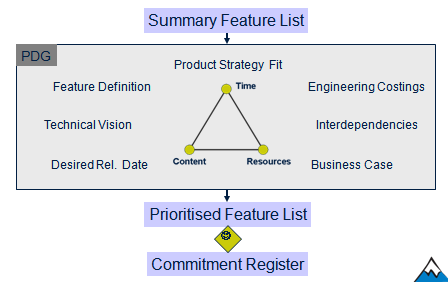 Summary Feature List
PDG
Product Strategy Fit
Feature Definition
Time
Engineering Costings
Technical Vision
Interdependencies
Content
Resources
Desired Rel. Date
Business Case
Prioritised Feature List
Commitment Register